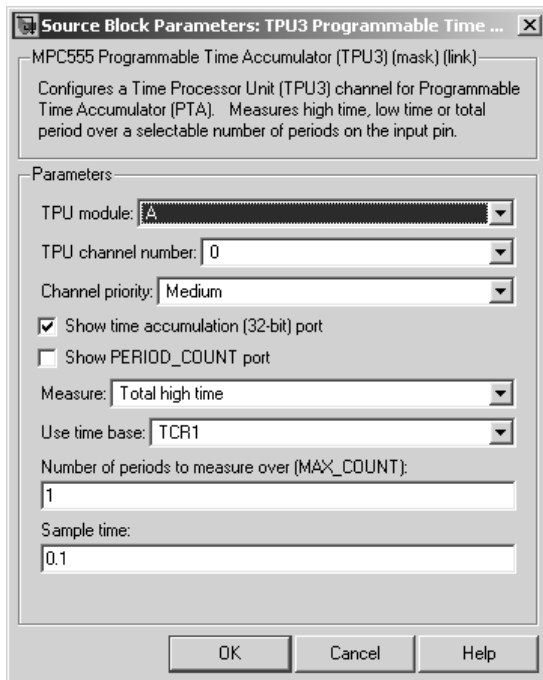 Source Block Parameters: TPU3 Programmable Time ...
MPC555 Programmable Time Accumulator (TPU3) (mask) (link)
Configures a Time Processor Unit (TPU3) channel for Programmable
Time Accumulator (PTA). Measures high time, low time or total
period over a selectable number of periods on the input pin.
Parameters
TPU module: A
TPU channel number: 0
Channel priority: Medium
Show time accumulation (32-bit) port
Show PERIOD_COUNT port
Measure: Total high time
Use time base: TCR1
Number of periods to measure over (MAX_COUNT):
1
Sample time:
0.1
OK Cancel Help